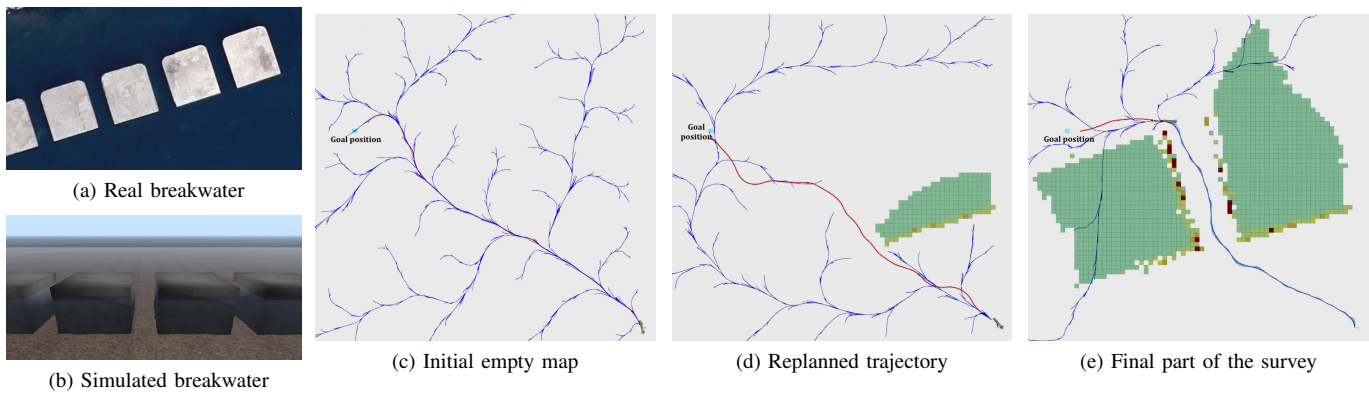 (a) Real breakwater
(b) Simulated breakwater
Goal position
(c) Initial empty map
Goal
position
(d) Replanned trajectory
Goal position
(e) Final part of the survey